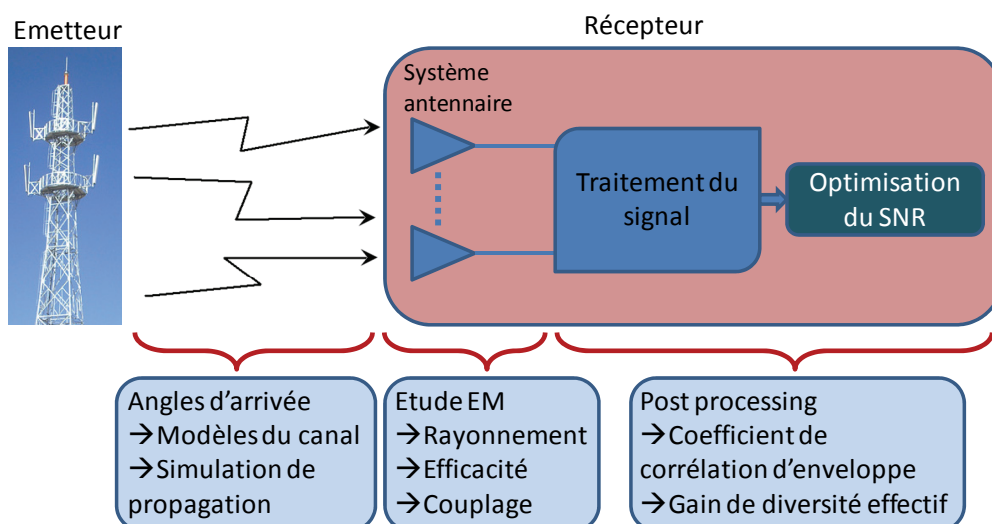 Emetteur
Récepteur
Système
antennaire
Traitement du
signal
Optimisation
du SNR
Angles d'arrivée
→Modèles du canal
→Simulation de
propagation
Etude EM
→Rayonnement
→Efficacité
→Couplage
Post processing
→Coefficient de
corrélation d'enveloppe
→Gain de diversité effectif